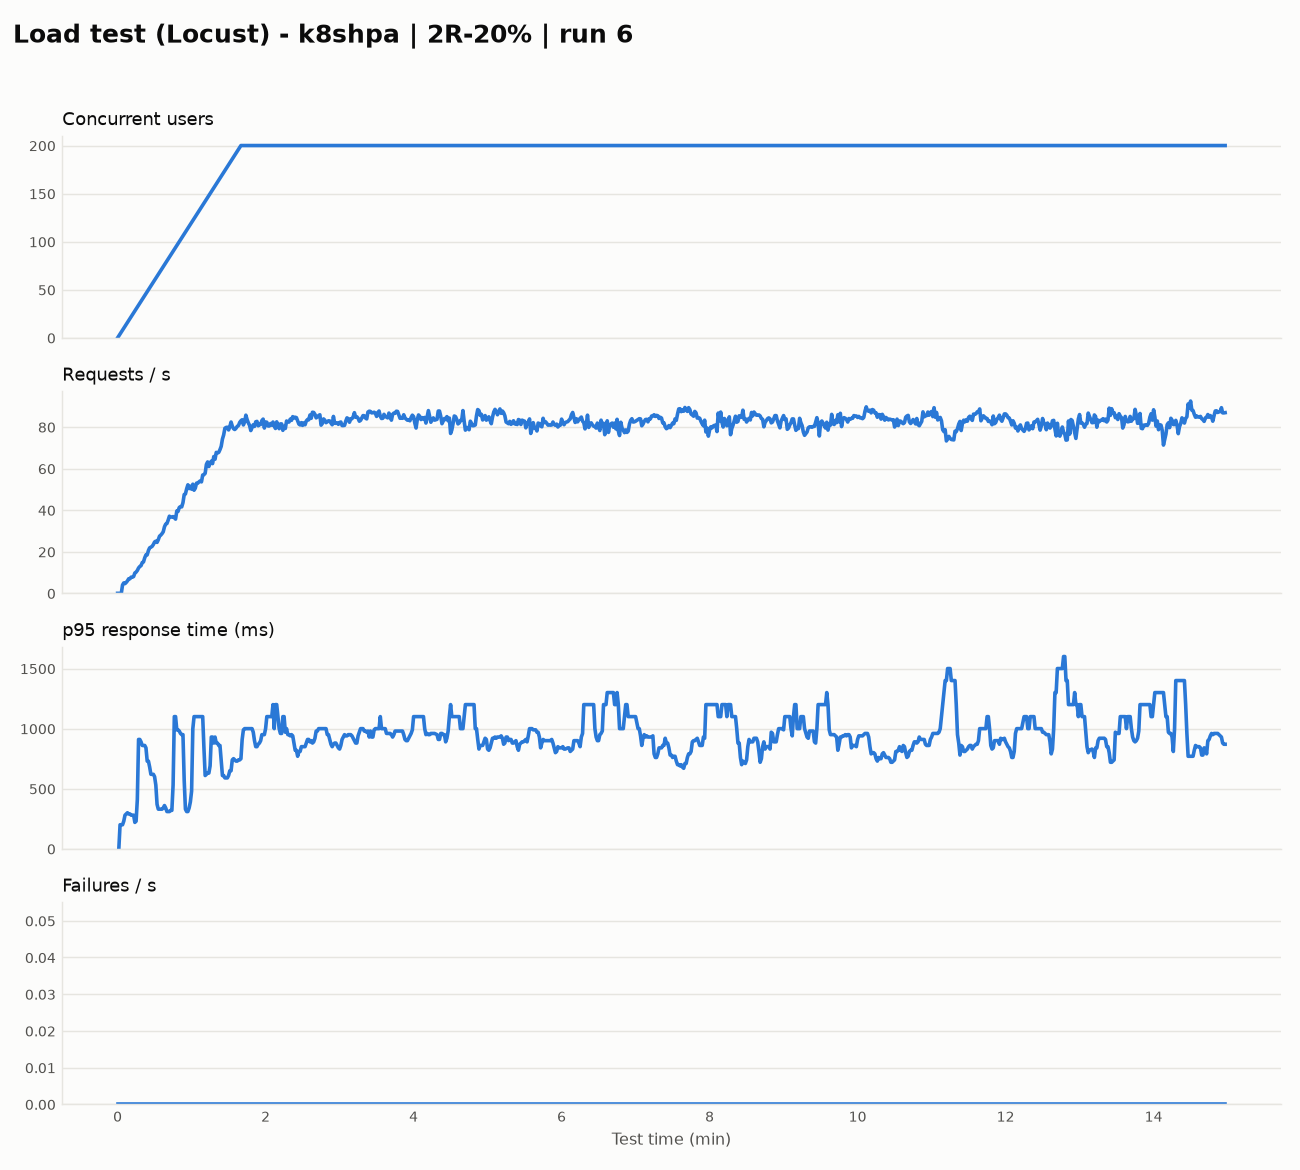 Load test (Locust) - k8shpa | 2R-20% | run 6
Concurrent users
200
150
100
50
0
Requests / s
80
60
40
20
0
p95 response time (ms)
1500
1000
500
0
Failures / s
0.05
0.04
0.03
0.02
0.01
0.00
0 2 4 6 8 10 12 14
Test time (min)